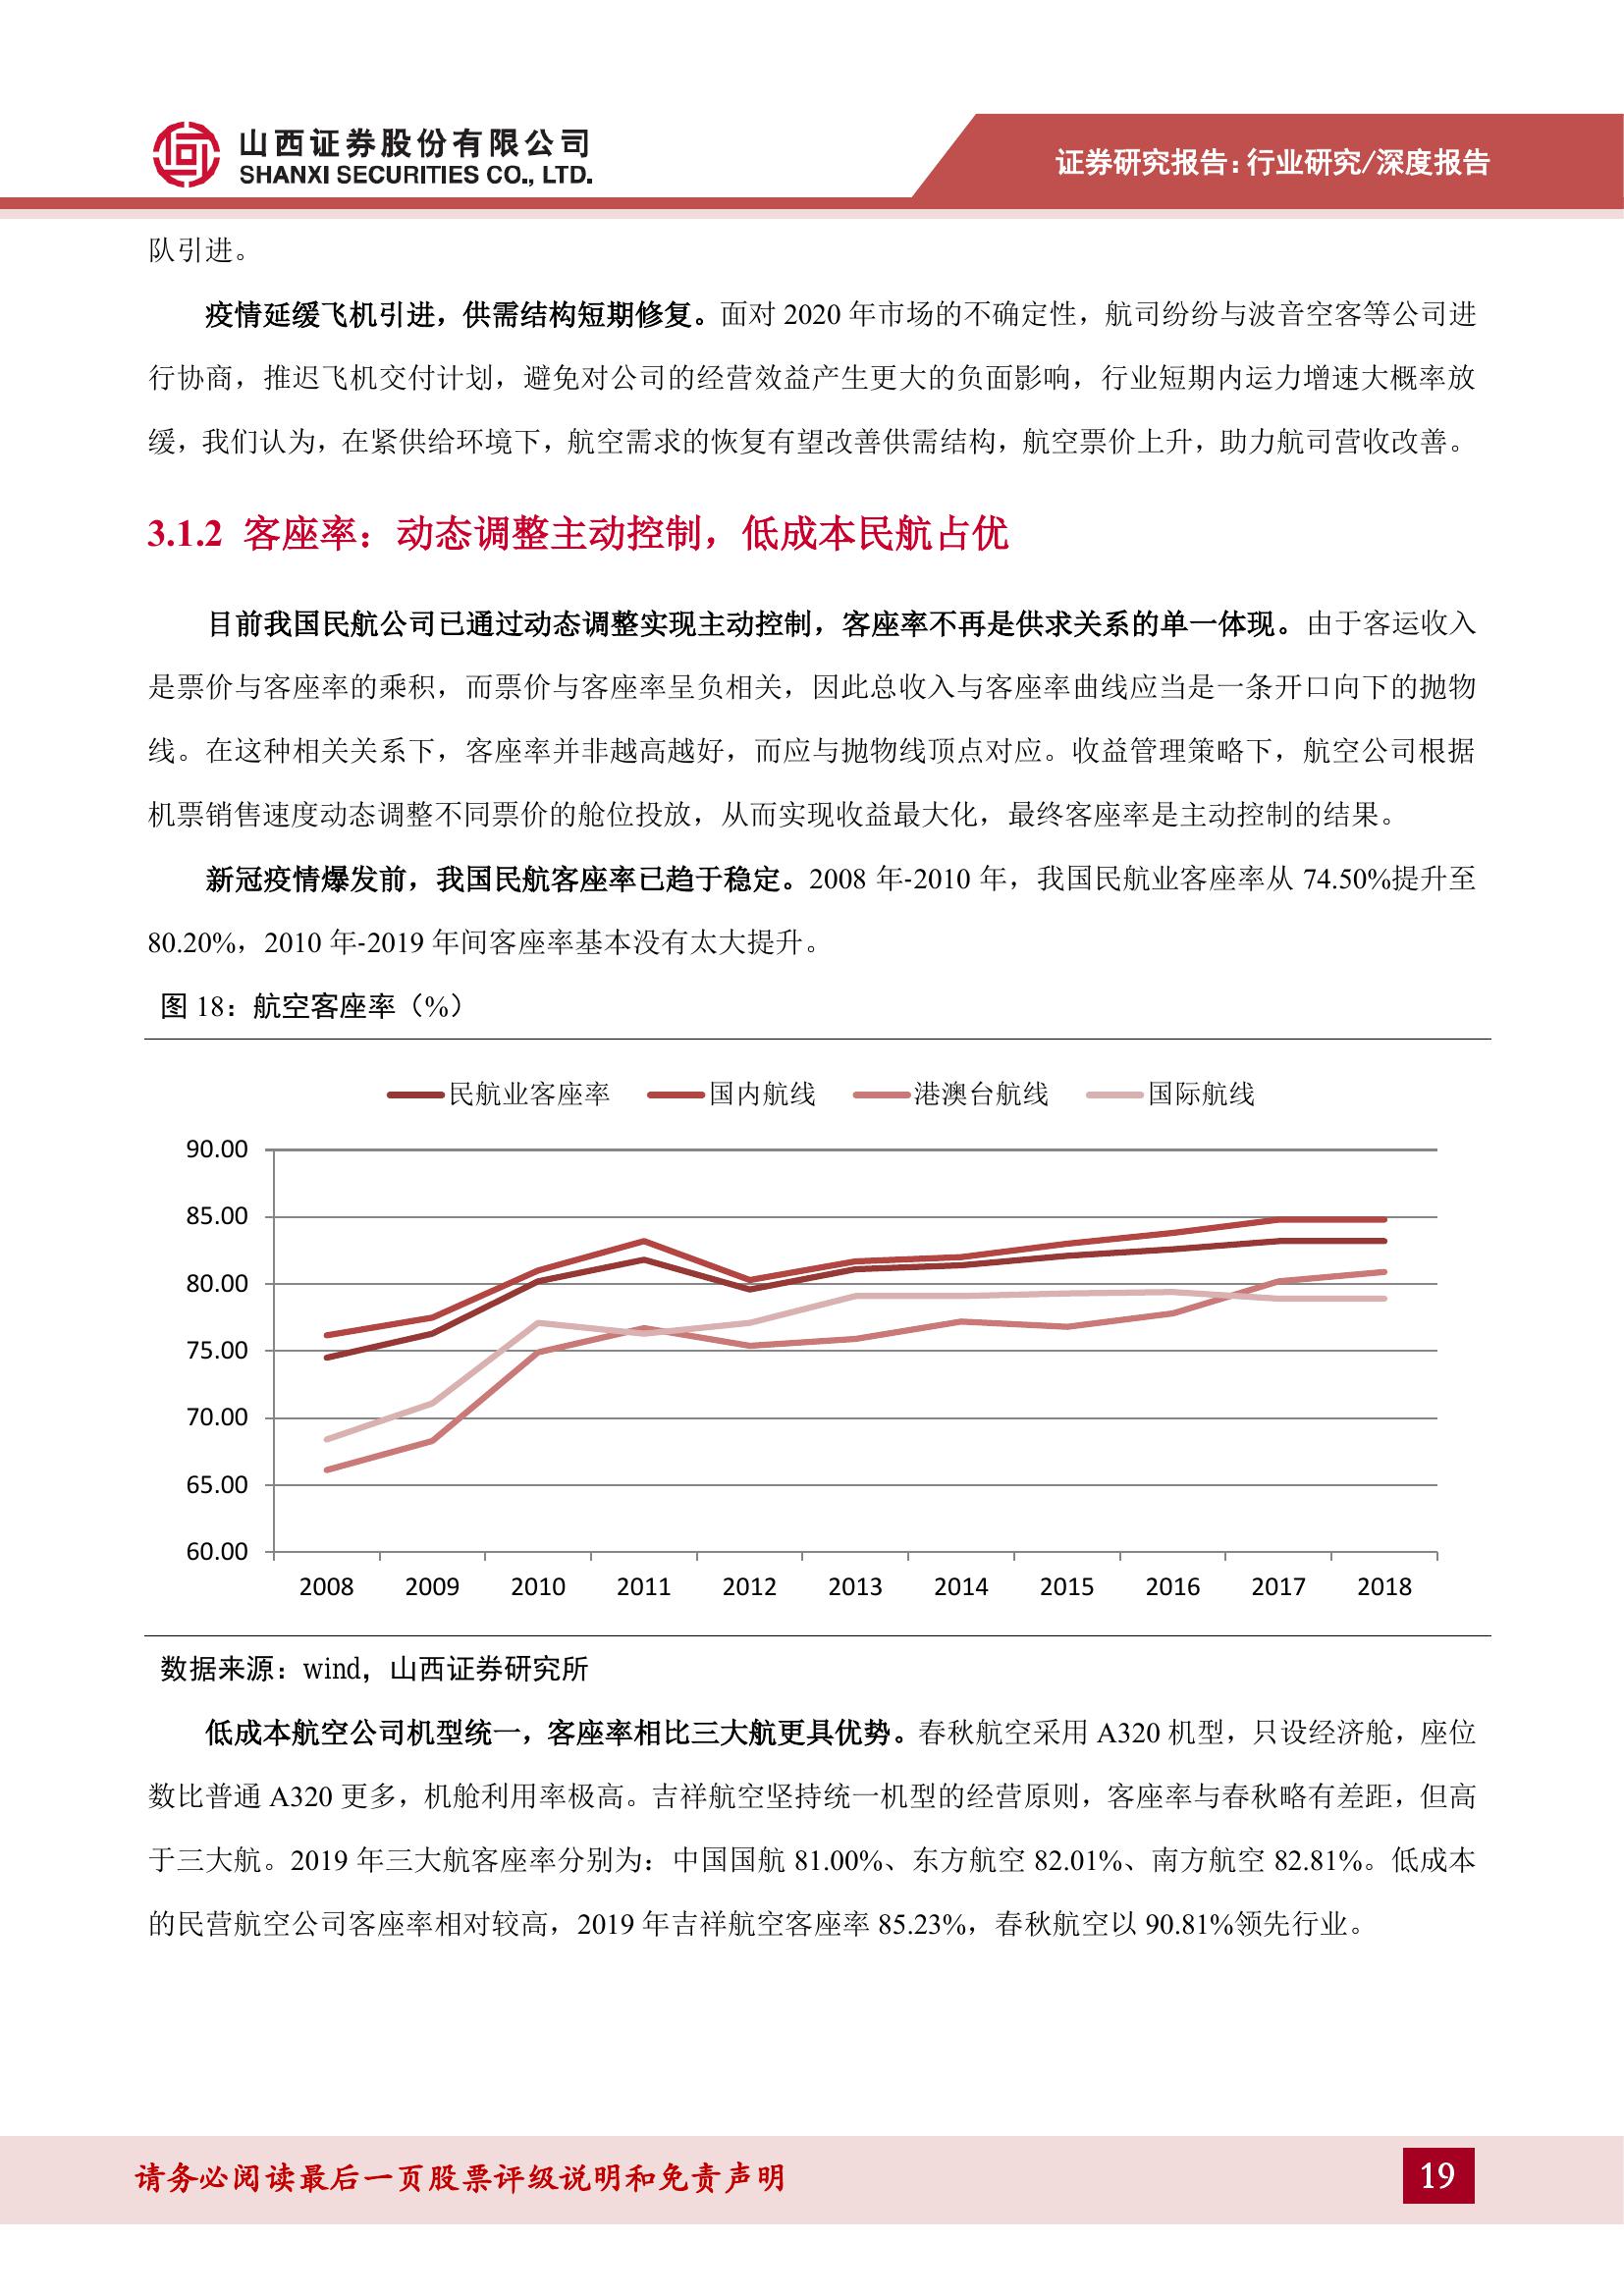 山西证券股份有限公司
SHANXI SECURITIES CO., LTD.
证券研究报告：行业研究/深度报告
队引进。
疫情延缓飞机引进，供需结构短期修复。面对 2020 年市场的不确定性，航司纷纷与波音空客等公司进
行协商，推迟飞机交付计划，避免对公司的经营效益产生更大的负面影响，行业短期内运力增速大概率放
缓，我们认为，在紧供给环境下，航空需求的恢复有望改善供需结构，航空票价上升，助力航司营收改善。
3.1.2 客座率：动态调整主动控制，低成本民航占优
目前我国民航公司已通过动态调整实现主动控制，客座率不再是供求关系的单一体现。由于客运收入
是票价与客座率的乘积，而票价与客座率呈负相关，因此总收入与客座率曲线应当是一条开口向下的抛物
线。在这种相关关系下，客座率并非越高越好，而应与抛物线顶点对应。收益管理策略下，航空公司根据
机票销售速度动态调整不同票价的舱位投放，从而实现收益最大化，最终客座率是主动控制的结果。
新冠疫情爆发前，我国民航客座率已趋于稳定。2008 年-2010 年，我国民航业客座率从 74.50%提升至
80.20%，2010 年-2019 年间客座率基本没有太大提升。
图 18：航空客座率（%）
民航业客座率 国内航线 港澳台航线 国际航线
90.00
85.00
80.00
75.00
70.00
65.00
60.00
2008 2009 2010 2011 2012 2013 2014 2015 2016 2017 2018
数据来源：wind，山西证券研究所
低成本航空公司机型统一，客座率相比三大航更具优势。春秋航空采用 A320 机型，只设经济舱，座位
数比普通 A320 更多，机舱利用率极高。吉祥航空坚持统一机型的经营原则，客座率与春秋略有差距，但高
于三大航。2019 年三大航客座率分别为：中国国航 81.00%、东方航空 82.01%、南方航空 82.81%。低成本
的民营航空公司客座率相对较高，2019 年吉祥航空客座率 85.23%，春秋航空以 90.81%领先行业。
请务必阅读最后一页股票评级说明和免责声明
19